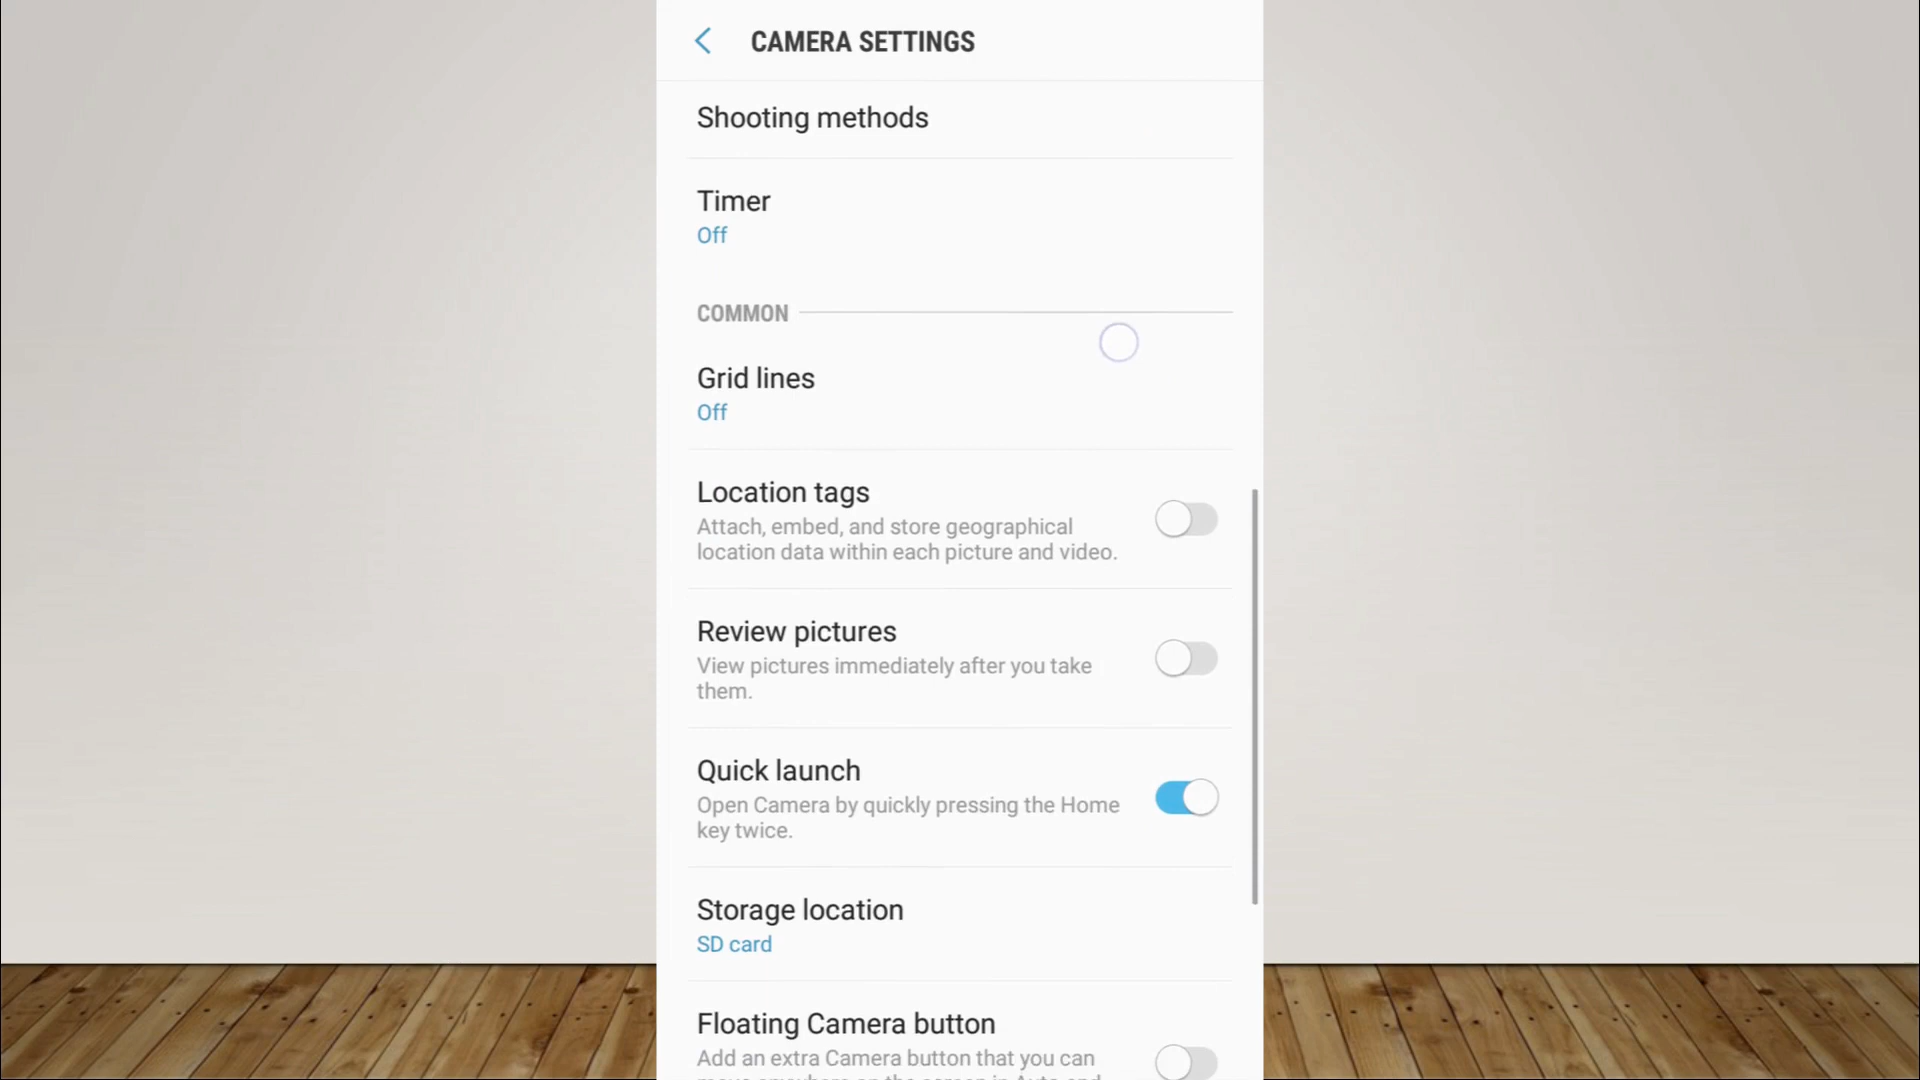 CAMERA SETTINGS
Shooting methods
Timer
Off
COMMON
Grid lines
Off
Location tags
Attach, embed, and store geographical
location data within each picture and video.
Review pictures
View pictures immediately after you take
them.
Quick launch
Open Camera by quickly pressing the Home
key twice.
Storage location
SD card
Floating Camera button
Add an extra Camera button that you can